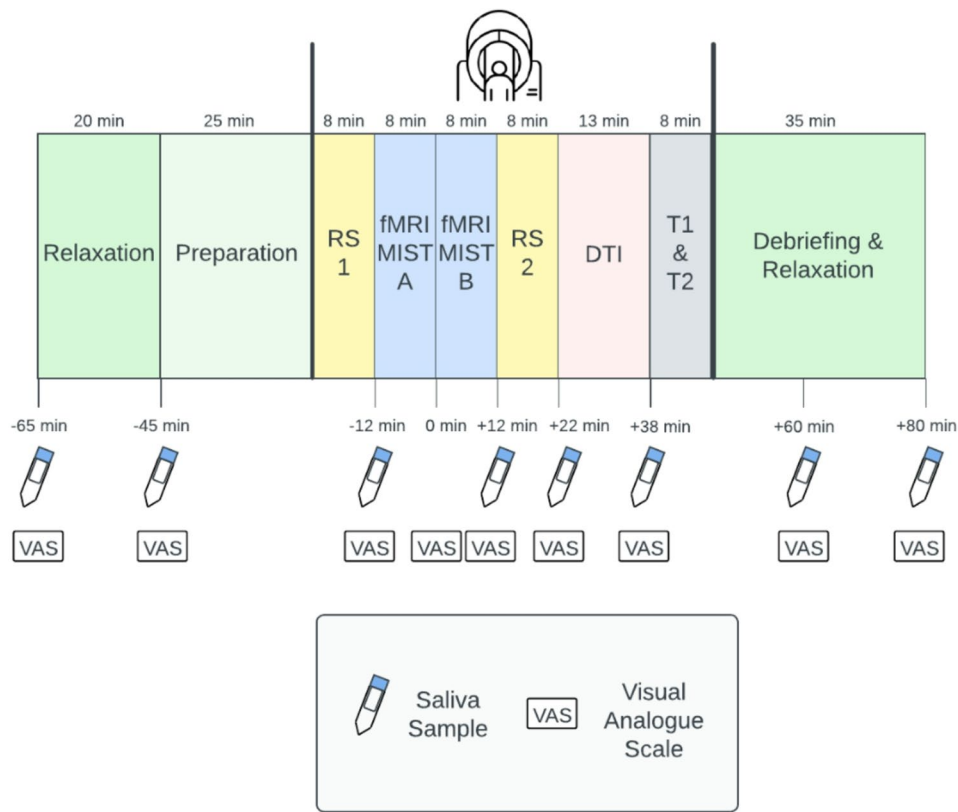 20 min 25 min 8 min 8 min 8 min 8 min 13 min 8 min 35 min
Relaxation
Preparation
RS
1
fMRI
MIST
A
fMRI
MIST
B
RS
2
DTI
T1
&
T2
Debriefing &
Relaxation
-65 min -45 min -12 min 0 min +12 min +22 min +38 min +60 min +80 min
VAS VAS VAS VAS VAS VAS VAS VAS VAS
Saliva
Sample
VAS
Visual
Analogue
Scale